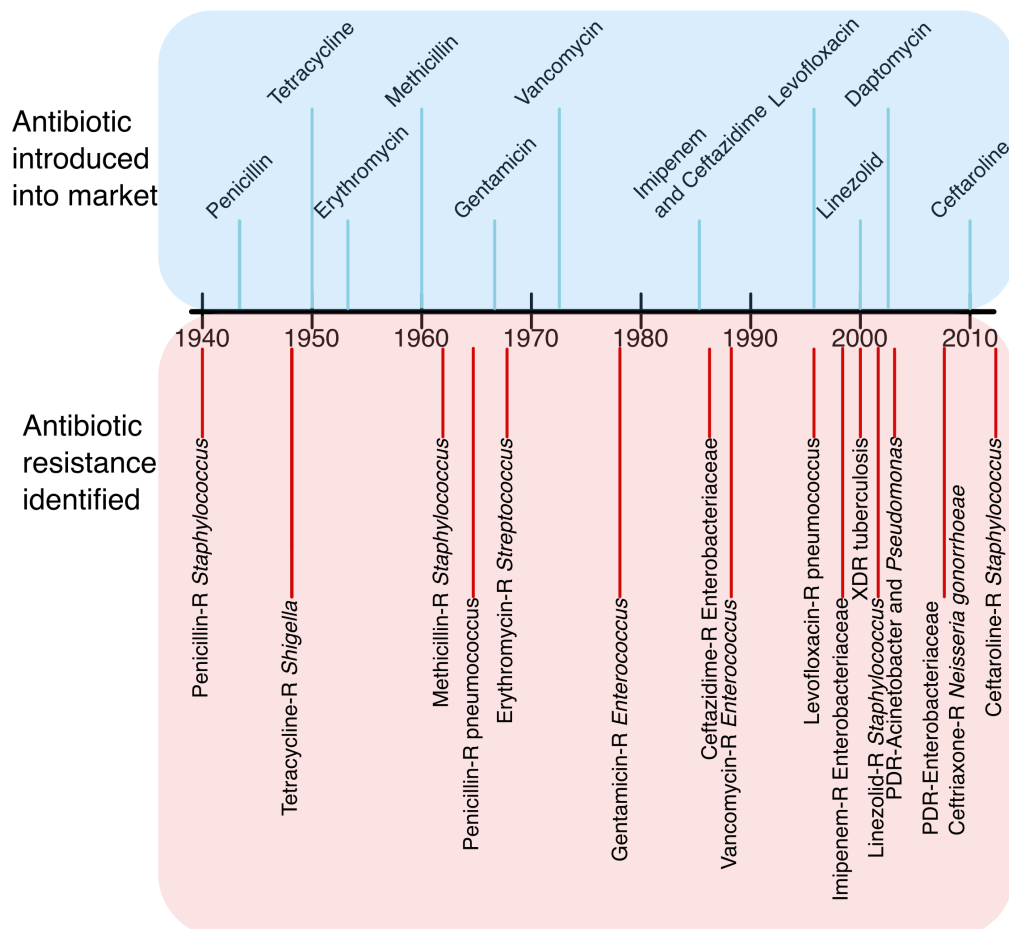 Antibiotic
introduced
into market
Penicillin
Tetracycline
Erythromycin
Methicillin
Gentamicin
Vancomycin
Imipenem
and Ceftazidime
Levofloxacin
Linezolid
Daptomycin
Ceftaroline
1940
1950
1960
1970
1980
1990
2000
2010
Antibiotic
resistance
identified
Penicillin-R Staphylococcus
Tetracycline-R Shigella
Methicillin-R Staphylococcus
Penicillin-R pneumococcus
Erythromycin-R Streptococcus
Gentamicin-R Enterococcus
Ceftazidime-R Enterobacteriaceae
Vancomycin-R Enterococcus
Levofloxacin-R pneumococcus
Imipenem-R Enterobacteriaceae
XDR tuberculosis
Linezolid-R Staphylococcus
PDR-Acinetobacter and Pseudomonas
PDR-Enterobacteriaceae
Ceftriaxone-R Neisseria gonorrhoeae
Ceftaroline-R Staphylococcus